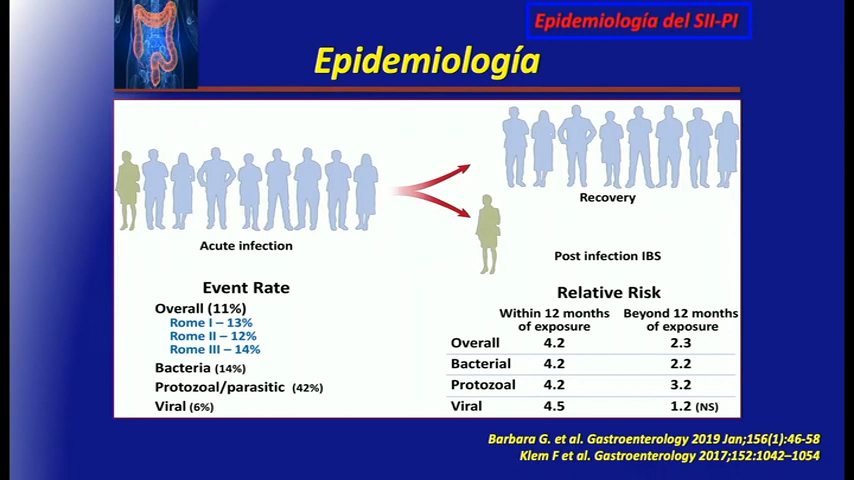 Epidemiología del SII-PI
Epidemiología
Acute infection
Recovery
Post infection IBS
Event Rate
Overall (11%)
Rome I – 13%
Rome II – 12%
Rome III – 14%
Bacteria (14%)
Protozoal/parasitic (42%)
Viral (6%)
Relative Risk
Within 12 months of exposure
Beyond 12 months of exposure
Overall 4.2 2.3
Bacterial 4.2 2.2
Protozoal 4.2 3.2
Viral 4.5 1.2 (NS)
Barbara G. et al. Gastroenterology 2019 Jan;156(1):46-58
Klem F et al. Gastroenterology 2017;152:1042–1054